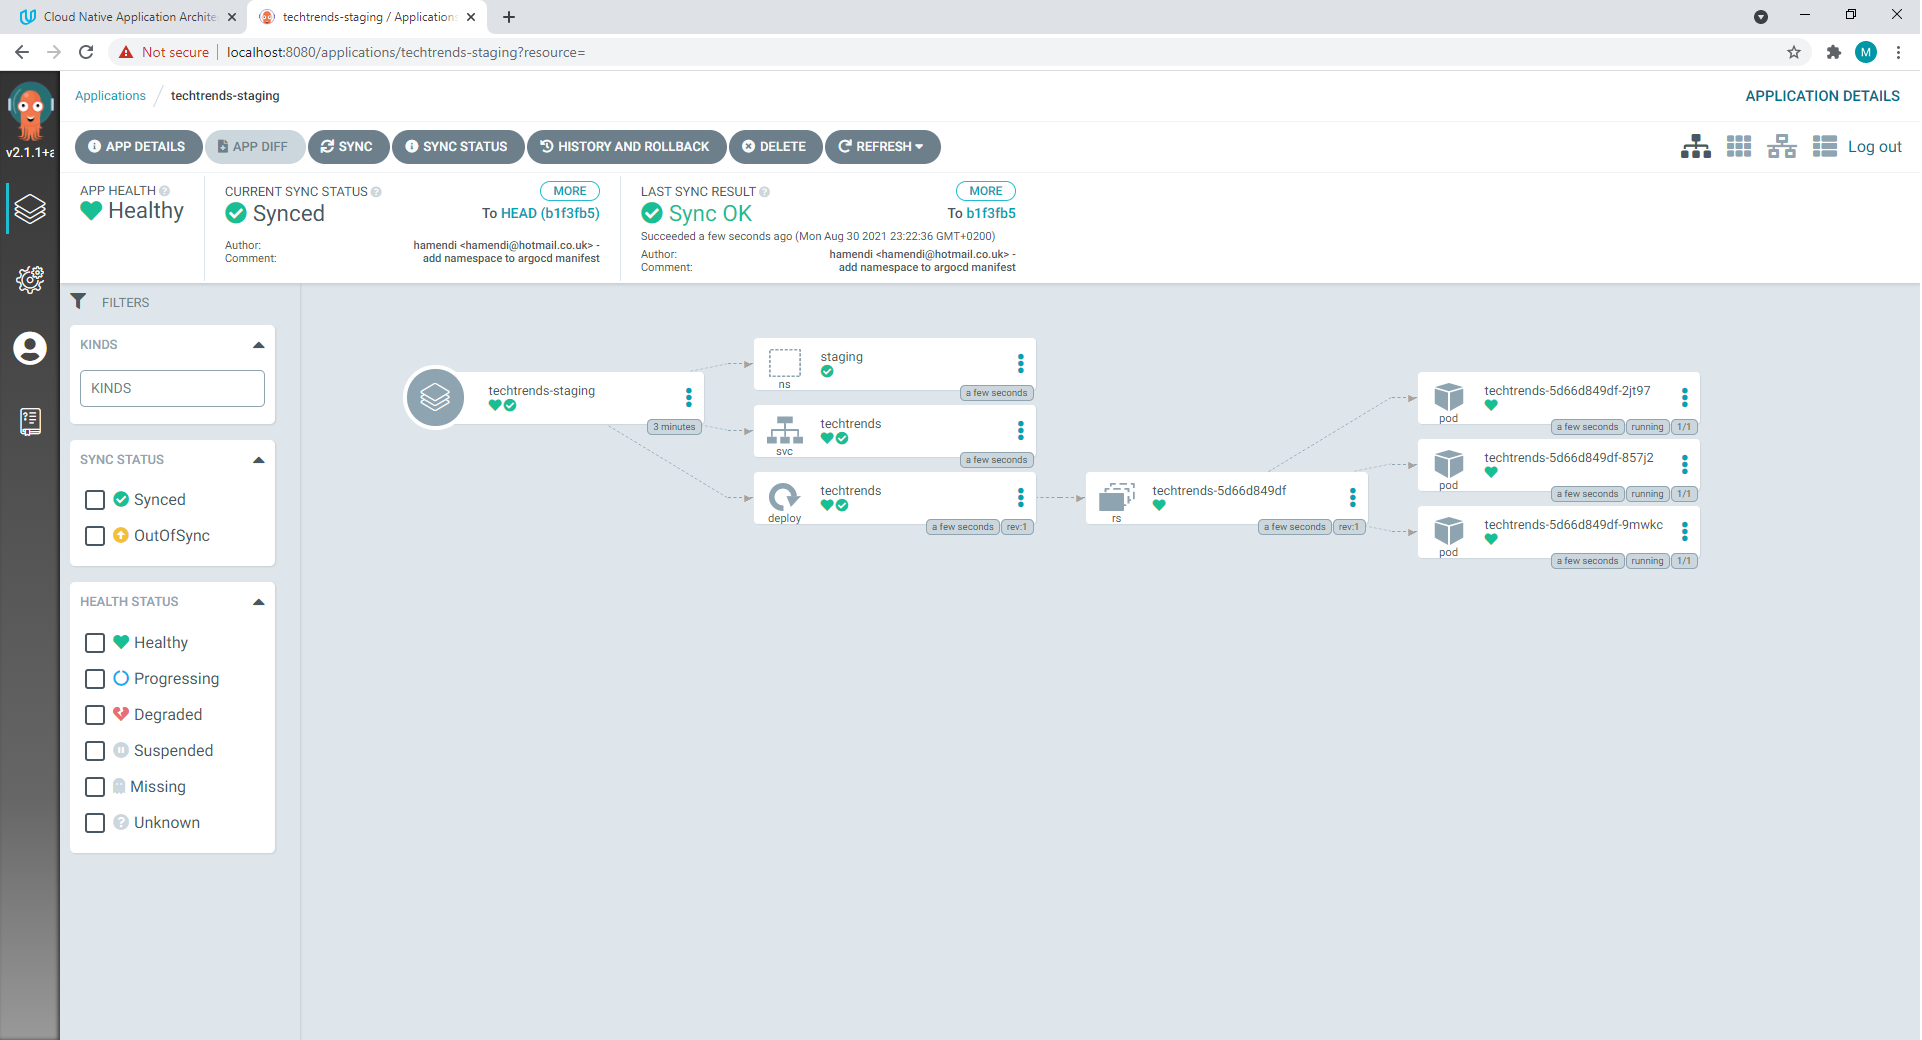 Cloud Native Application Archite
techtrends-staging / Applications
Not secure
localhost:8080/applications/techtrends-staging?resource=
M
v2.1.1+a
Applications / techtrends-staging
APPLICATION DETAILS
APP DETAILS
APP DIFF
SYNC
SYNC STATUS
HISTORY AND ROLLBACK
DELETE
REFRESH
Log out
APP HEALTH
Healthy
CURRENT SYNC STATUS
MORE
Synced
To HEAD (b1f3fb5)
Author: hamendi <hamendi@hotmail.co.uk> -
Comment: add namespace to argocd manifest
LAST SYNC RESULT
MORE
Sync OK
To b1f3fb5
Succeeded a few seconds ago (Mon Aug 30 2021 23:22:36 GMT+0200)
Author: hamendi <hamendi@hotmail.co.uk> -
Comment: add namespace to argocd manifest
FILTERS
KINDS
KINDS
SYNC STATUS
Synced
OutOfSync
HEALTH STATUS
Healthy
Progressing
Degraded
Suspended
Missing
Unknown
techtrends-staging
3 minutes
staging
ns
a few seconds
techtrends
svc
a few seconds
techtrends
deploy
a few seconds rev:1
techtrends-5d66d849df
rs
a few seconds rev:1
techtrends-5d66d849df-2jt97
pod
a few seconds running 1/1
techtrends-5d66d849df-857j2
pod
a few seconds running 1/1
techtrends-5d66d849df-9mwkc
pod
a few seconds running 1/1